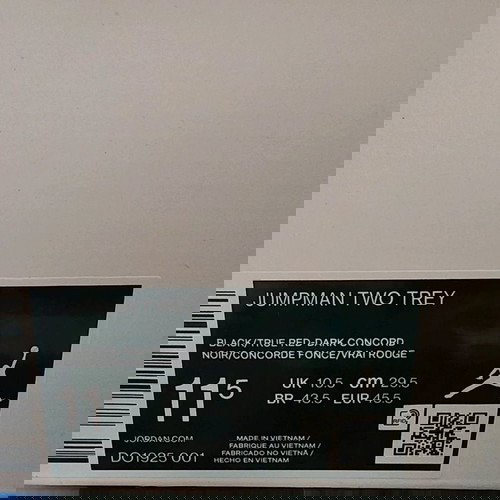 JUMPMAN TWO TREY
BLACK/TRUE RED-DARK CONCORD
NOIR/CONCORDE FONCE/VRAI ROUGE
11.5
UK 10.5 cm 29.5
BR 43.5 EUR 45.5
JORDAN.COM
DO1925 001
MADE IN VIETNAM /
FABRIQUE AU VIETNAM /
FABRICADO NO VIETNÃ /
HECHO EN VIETNAM